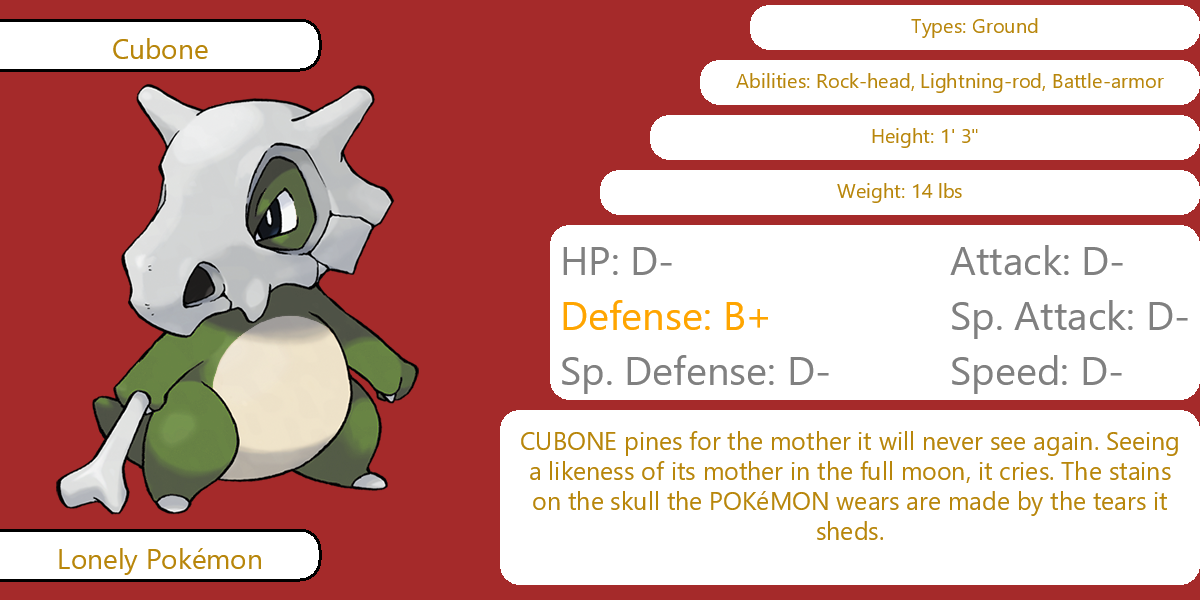 Cubone
Types: Ground
Abilities: Rock-head, Lightning-rod, Battle-armor
Height: 1' 3"
Weight: 14 lbs
HP: D-
Attack: D-
Defense: B+
Sp. Attack: D-
Sp. Defense: D-
Speed: D-
CUBONE pines for the mother it will never see again. Seeing
a likeness of its mother in the full moon, it cries. The stains
on the skull the POKéMON wears are made by the tears it
sheds.
Lonely Pokémon